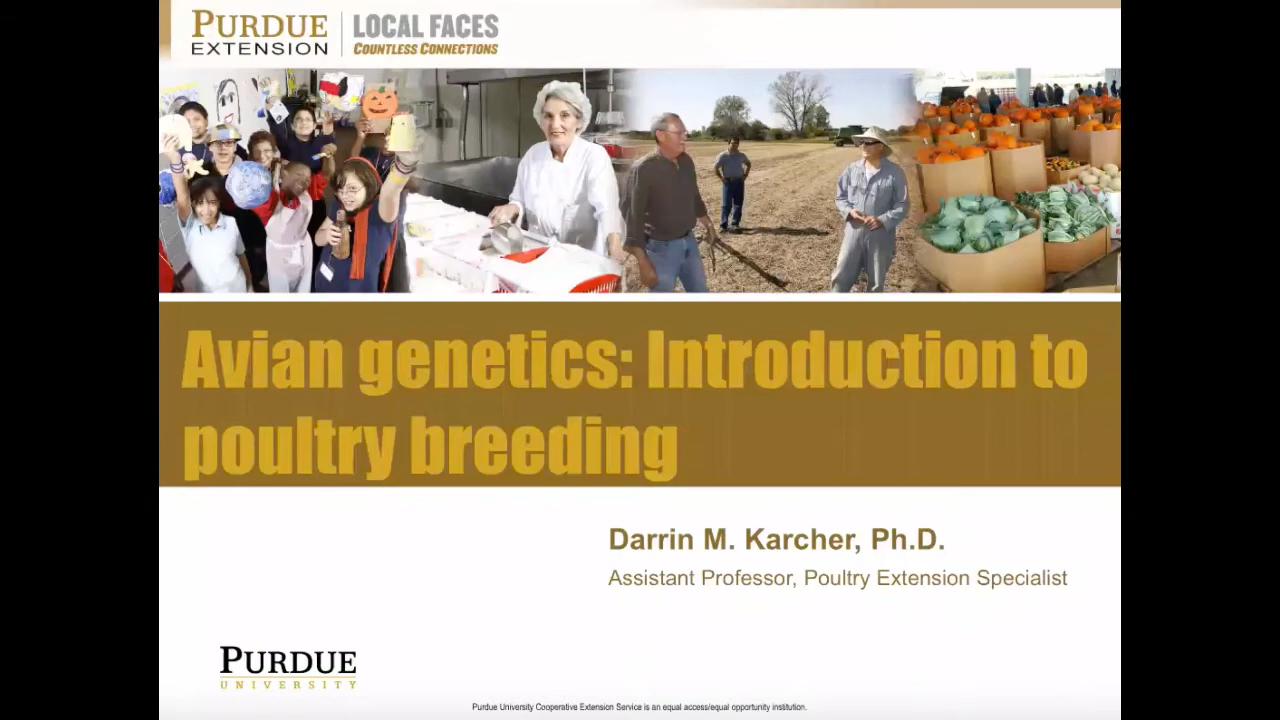 PURDUE
EXTENSION
LOCAL FACES
COUNTLESS CONNECTIONS
Avian genetics: Introduction to
poultry breeding
Darrin M. Karcher, Ph.D.
Assistant Professor, Poultry Extension Specialist
PURDUE
UNIVERSITY
Purdue University Cooperative Extension Service is an equal access/equal opportunity institution.